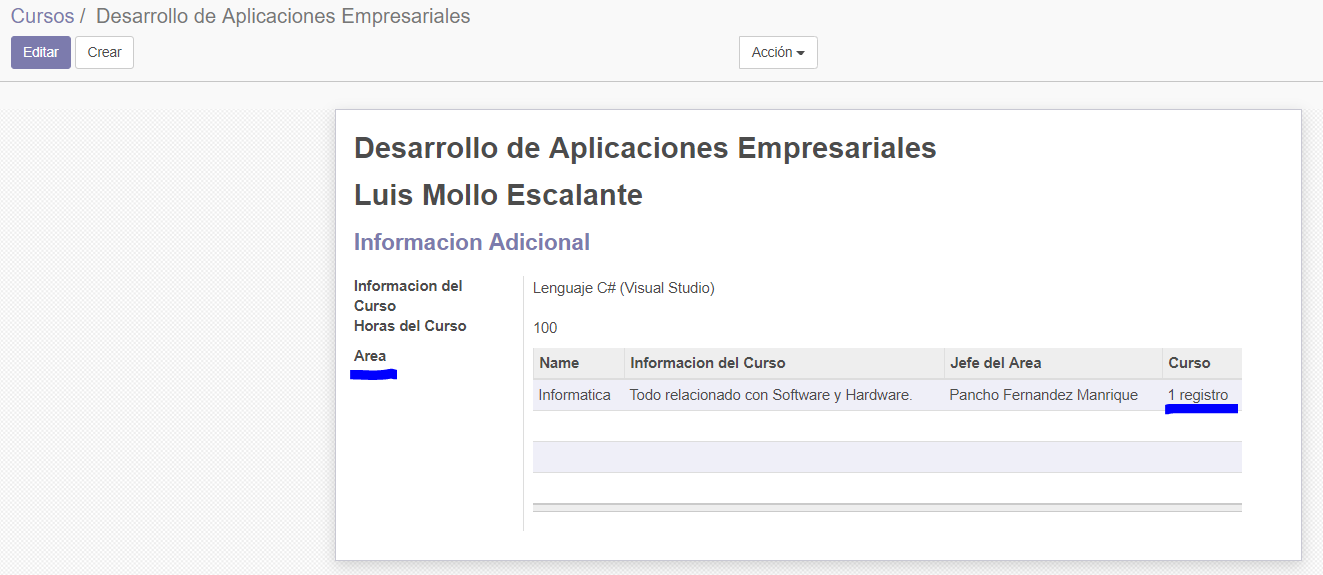 Cursos / Desarrollo de Aplicaciones Empresariales
Editar Crear Acción
Desarrollo de Aplicaciones Empresariales
Luis Mollo Escalante
Informacion Adicional
Informacion del Curso Lenguaje C# (Visual Studio)
Horas del Curso 100
Area
Name Informacion del Curso Jefe del Area Curso
Informatica Todo relacionado con Software y Hardware. Pancho Fernandez Manrique 1 registro